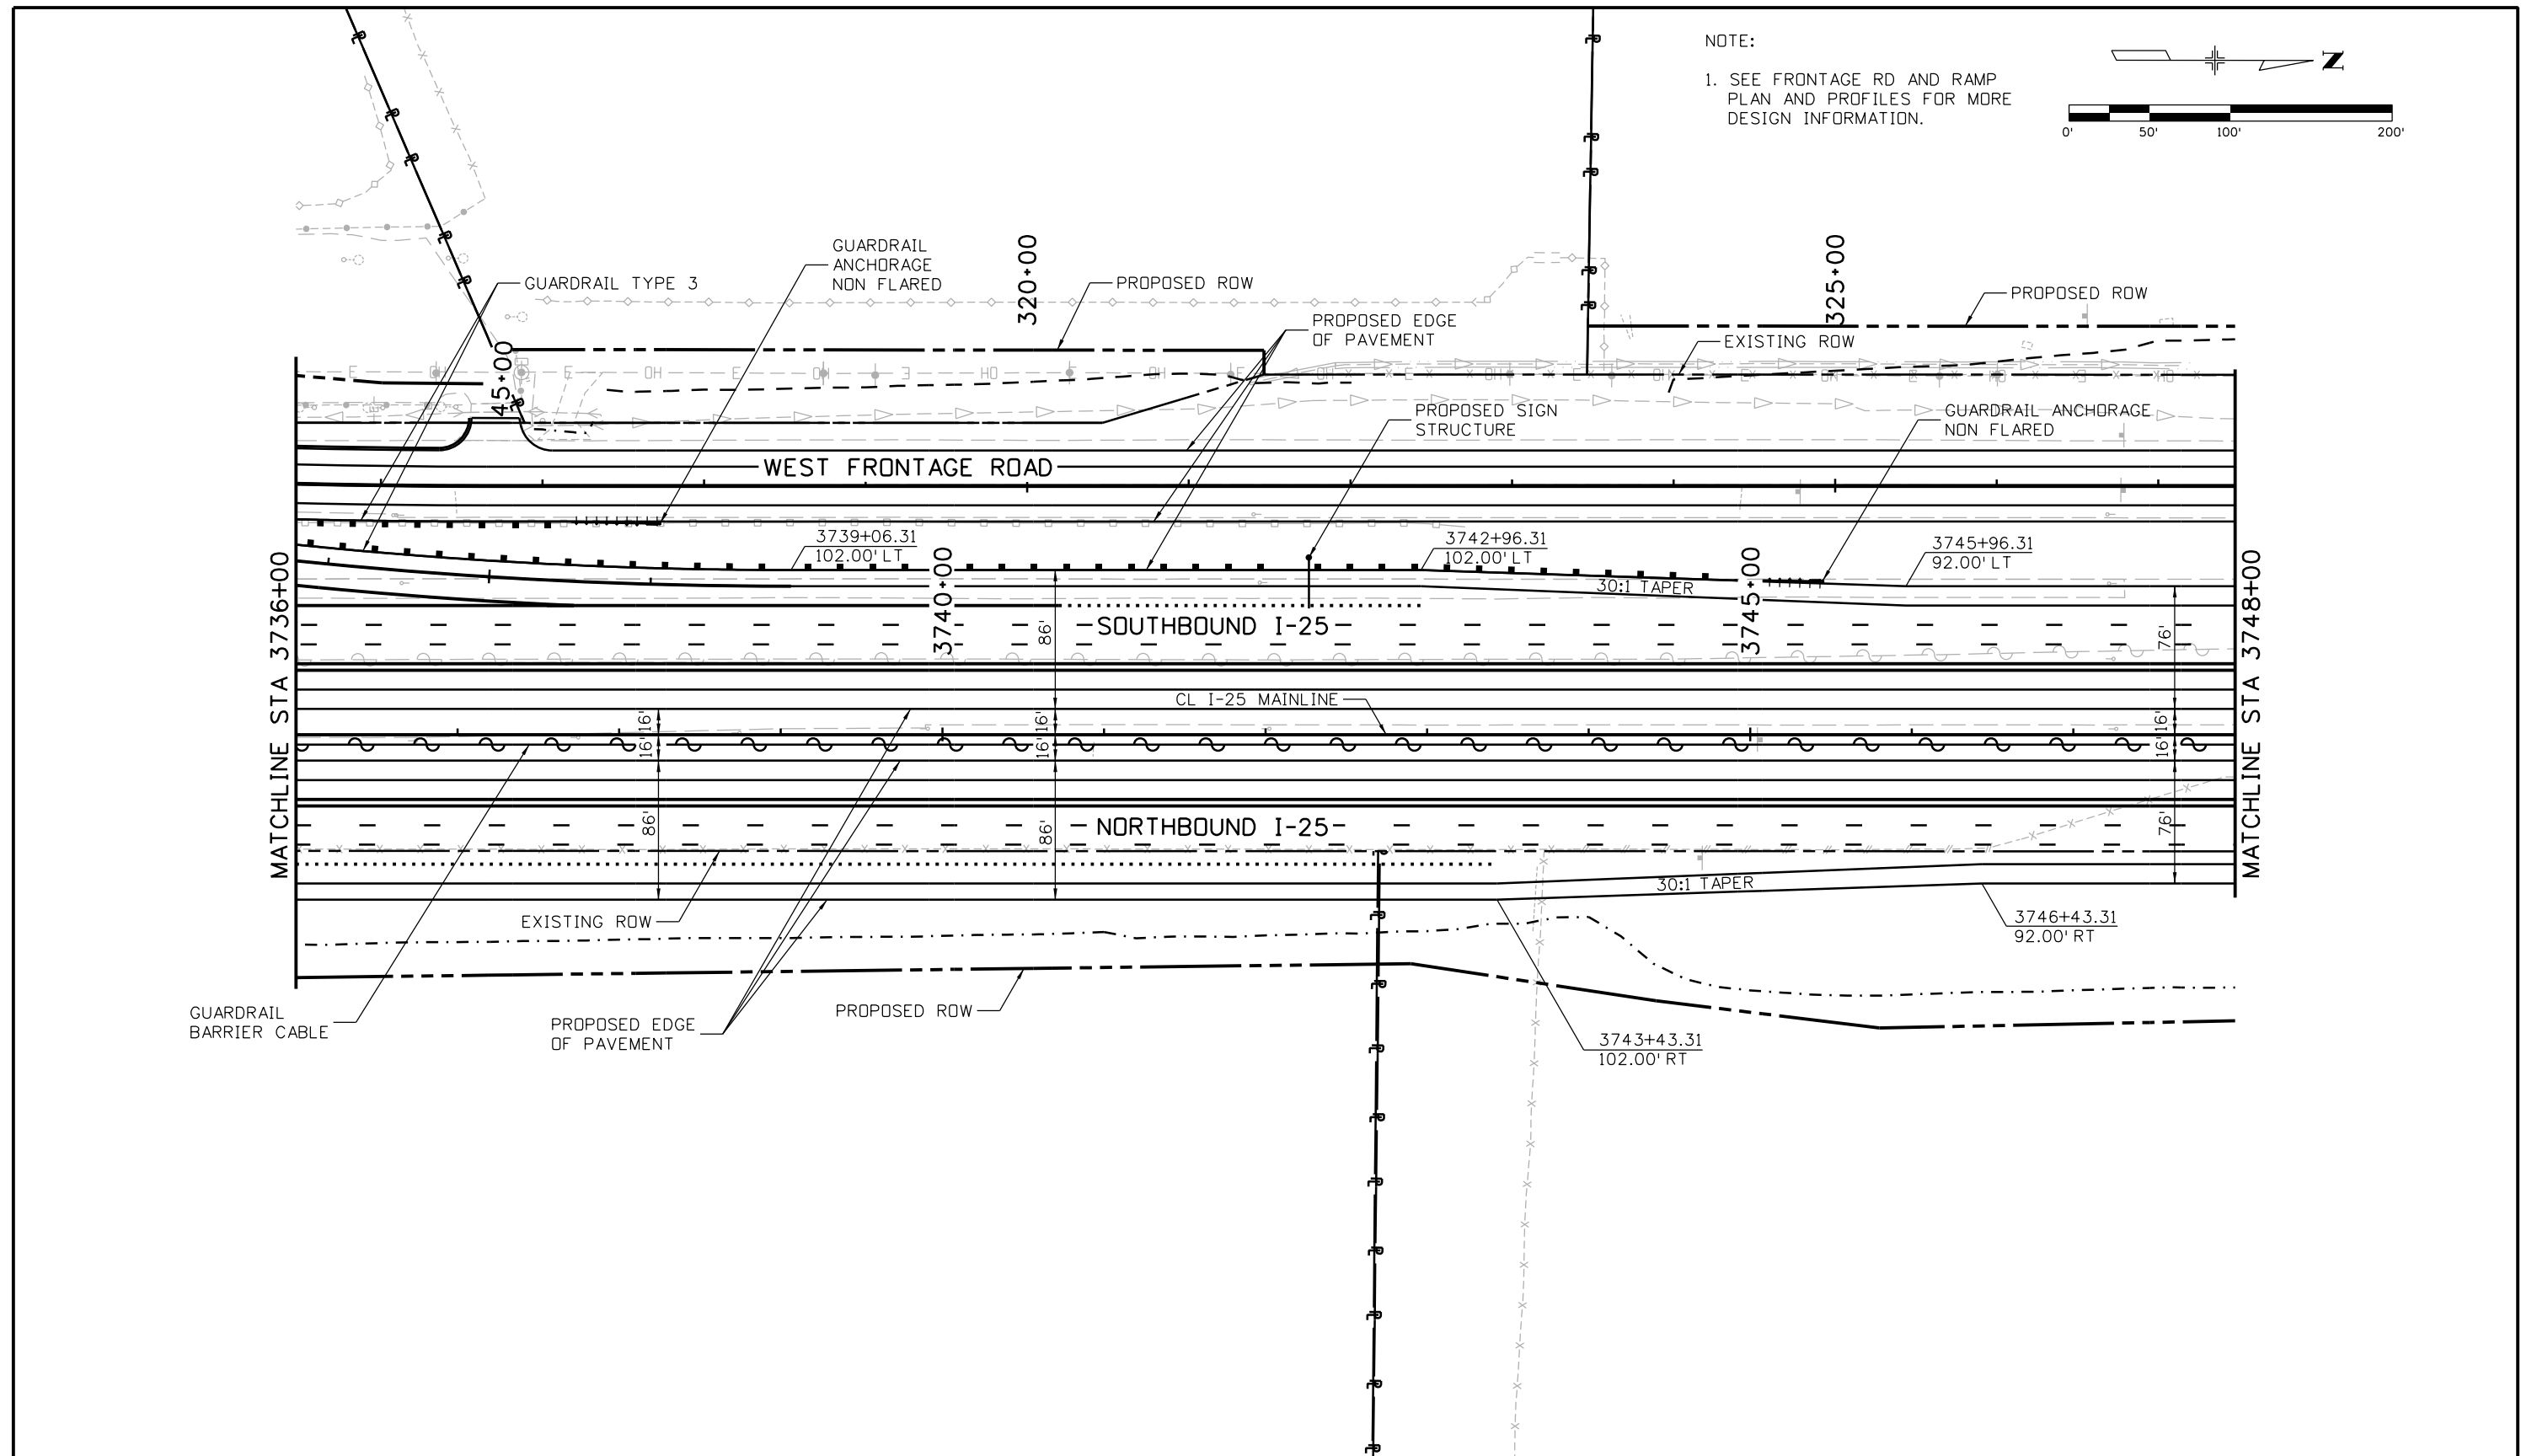 NOTE:
1. SEE FRONTAGE RD AND RAMP
PLAN AND PROFILES FOR MORE
DESIGN INFORMATION.
N
0' 50' 100' 200'
GUARDRAIL TYPE 3
GUARDRAIL
ANCHORAGE
NON FLARED
320+00
PROPOSED ROW
PROPOSED EDGE
OF PAVEMENT
325+00
PROPOSED ROW
EXISTING ROW
45+00
PROPOSED SIGN
STRUCTURE
GUARDRAIL ANCHORAGE
NON FLARED
WEST FRONTAGE ROAD
3739+06.31
102.00' LT
3742+96.31
102.00' LT
3745+96.31
92.00' LT
30:1 TAPER
MATCHLINE STA 3736+00
3740+00
3745+00
MATCHLINE STA 3748+00
SOUTHBOUND I-25
86'
76'
CL I-25 MAINLINE
16'
16'
16'
16'
16'
16'
86'
86'
76'
NORTHBOUND I-25
30:1 TAPER
EXISTING ROW
3746+43.31
92.00' RT
GUARDRAIL
BARRIER CABLE
PROPOSED EDGE
OF PAVEMENT
PROPOSED ROW
3743+43.31
102.00' RT